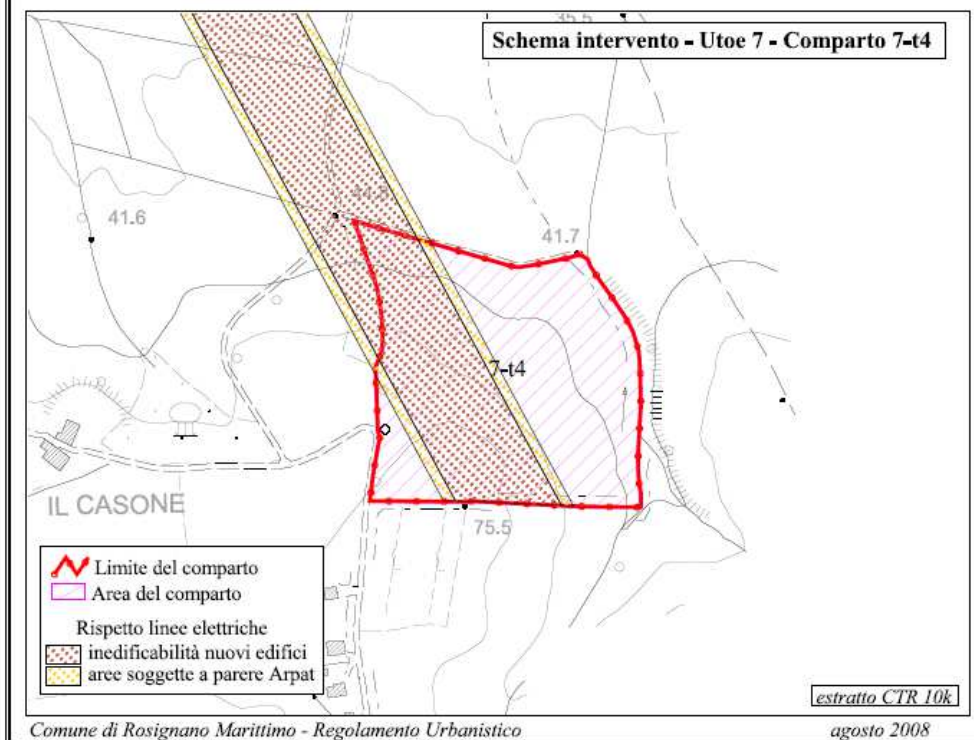 35.5
Schema intervento - Utoe 7 - Comparto 7-t4
44.8
41.6
41.7
7-t4
IL CASONE
75.5
Limite del comparto
Area del comparto
Rispetto linee elettriche
inedificabilità nuovi edifici
aree soggette a parere Arpat
estratto CTR 10k
Comune di Rosignano Marittimo - Regolamento Urbanistico
agosto 2008